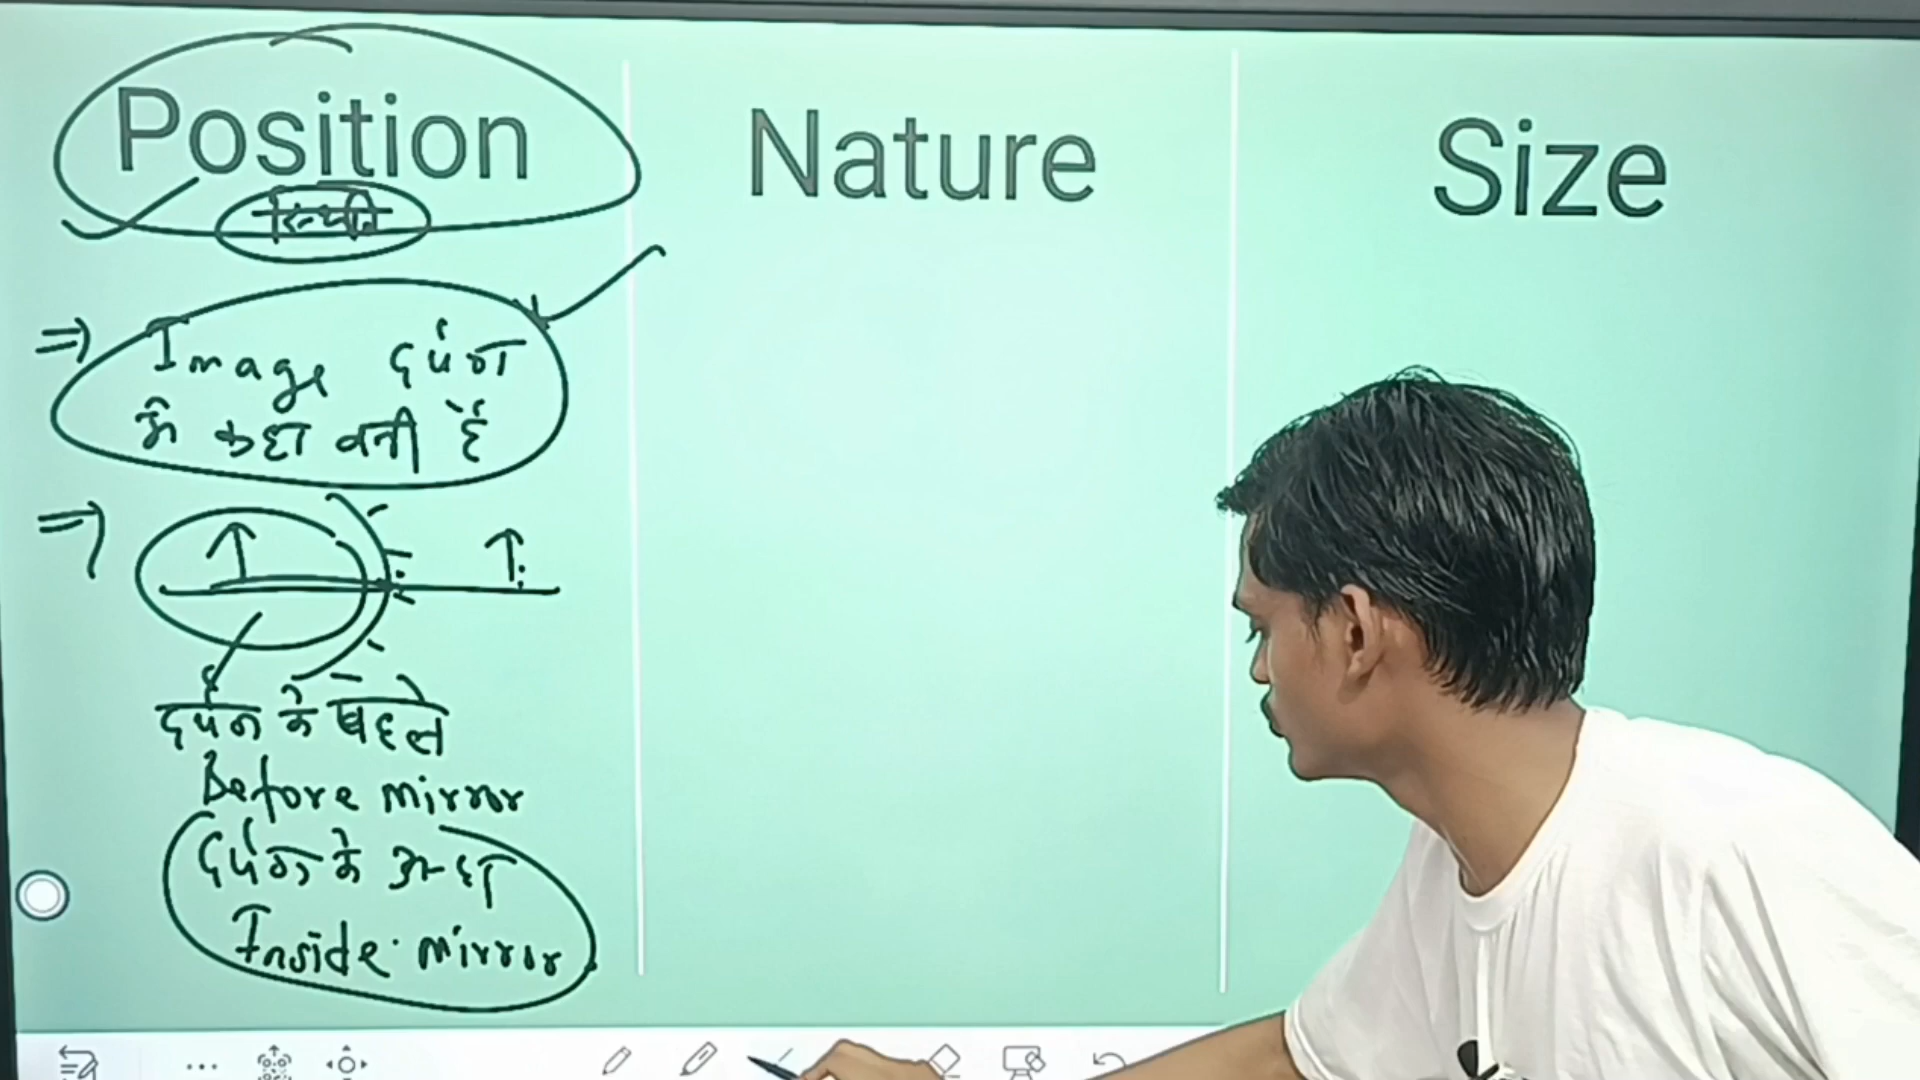 Position
Nature
Size
स्थिति
Image दर्पण
में कहा बनी है
दर्पण के पहले
Before mirror
दर्पण के अन्दर
Inside mirror